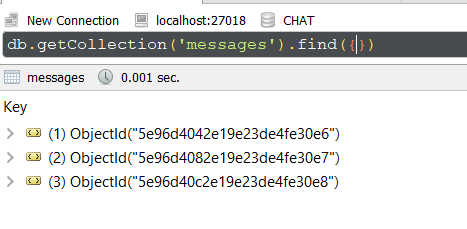 New Connection localhost:27018 CHAT
db.getCollection('messages').find({})
messages 0.001 sec.
Key
(1) ObjectId("5e96d4042e19e23de4fe30e6")
(2) ObjectId("5e96d4082e19e23de4fe30e7")
(3) ObjectId("5e96d40c2e19e23de4fe30e8")